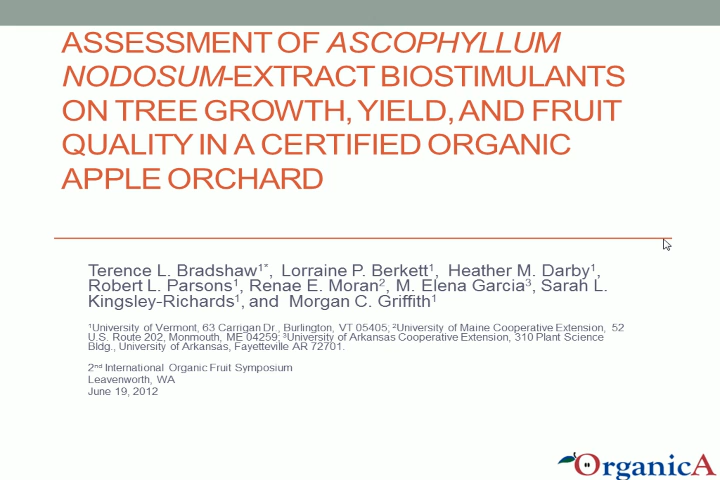 ASSESSMENT OF ASCOPHYLLUM
NODOSUM-EXTRACT BIOSTIMULANTS
ON TREE GROWTH, YIELD, AND FRUIT
QUALITY IN A CERTIFIED ORGANIC
APPLE ORCHARD
Terence L. Bradshaw¹*, Lorraine P. Berkett¹, Heather M. Darby¹,
Robert L. Parsons¹, Renae E. Moran², M. Elena Garcia³, Sarah L.
Kingsley-Richards¹, and Morgan C. Griffith¹
¹University of Vermont, 63 Carrigan Dr., Burlington, VT 05405; ²University of Maine Cooperative Extension, 52
U.S. Route 202, Monmouth, ME 04259; ³University of Arkansas Cooperative Extension, 310 Plant Science
Bldg., University of Arkansas, Fayetteville AR 72701.
2ⁿᵈ International Organic Fruit Symposium
Leavenworth, WA
June 19, 2012
OrganicA